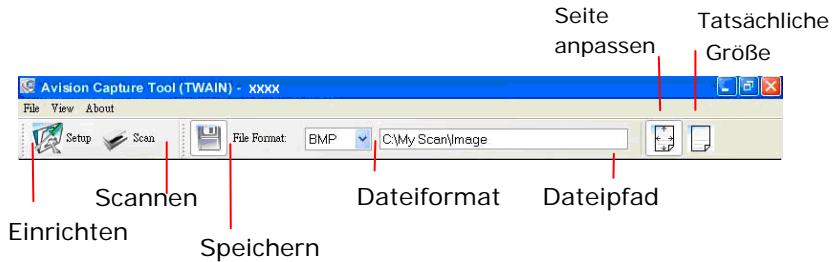 Seite
anpassen
Tatsächliche
Größe
Avision Capture Tool (TWAIN) - xxxx
File View About
Setup Scan File Format: BMP C:\My Scan\Image
Scannen
Dateiformat
Dateipfad
Einrichten
Speichern